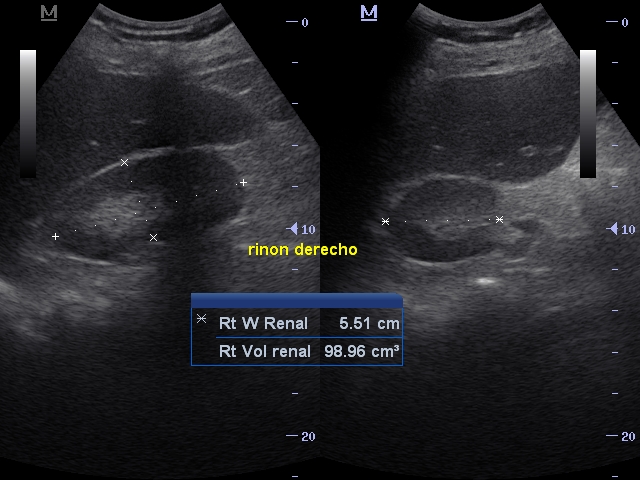 M
M
0
0
10
10
rinon derecho
Rt W Renal 5.51 cm
Rt Vol renal 98.96 cm³
20
20